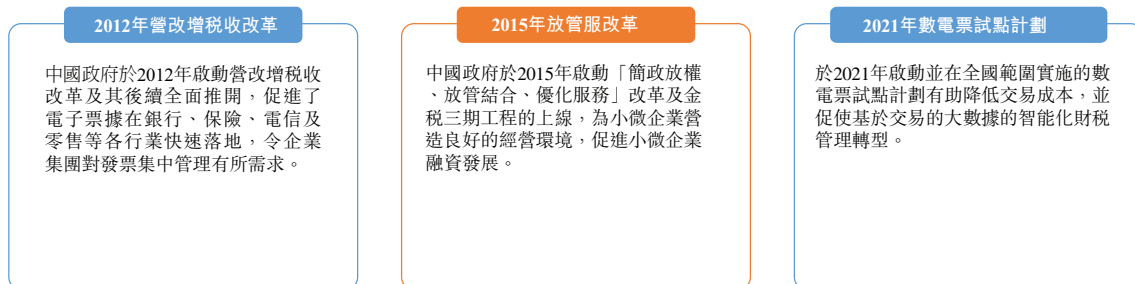 2012年營改增税收改革
中國政府於2012年啟動營改增税收
改革及其後續全面推開，促進了
電子票據在銀行、保險、電信及
零售等各行業快速落地，令企業
集團對發票集中管理有所需求。
2015年放管服改革
中國政府於2015年啟動「簡政放權
、放管結合、優化服務」改革及金
税三期工程的上線，為小微企業營
造良好的經營環境，促進小微企業
融資發展。
2021年數電票試點計劃
於2021年啟動並在全國範圍實施的數
電票試點計劃有助降低交易成本，並
促使基於交易的大數據的智能化財税
管理轉型。